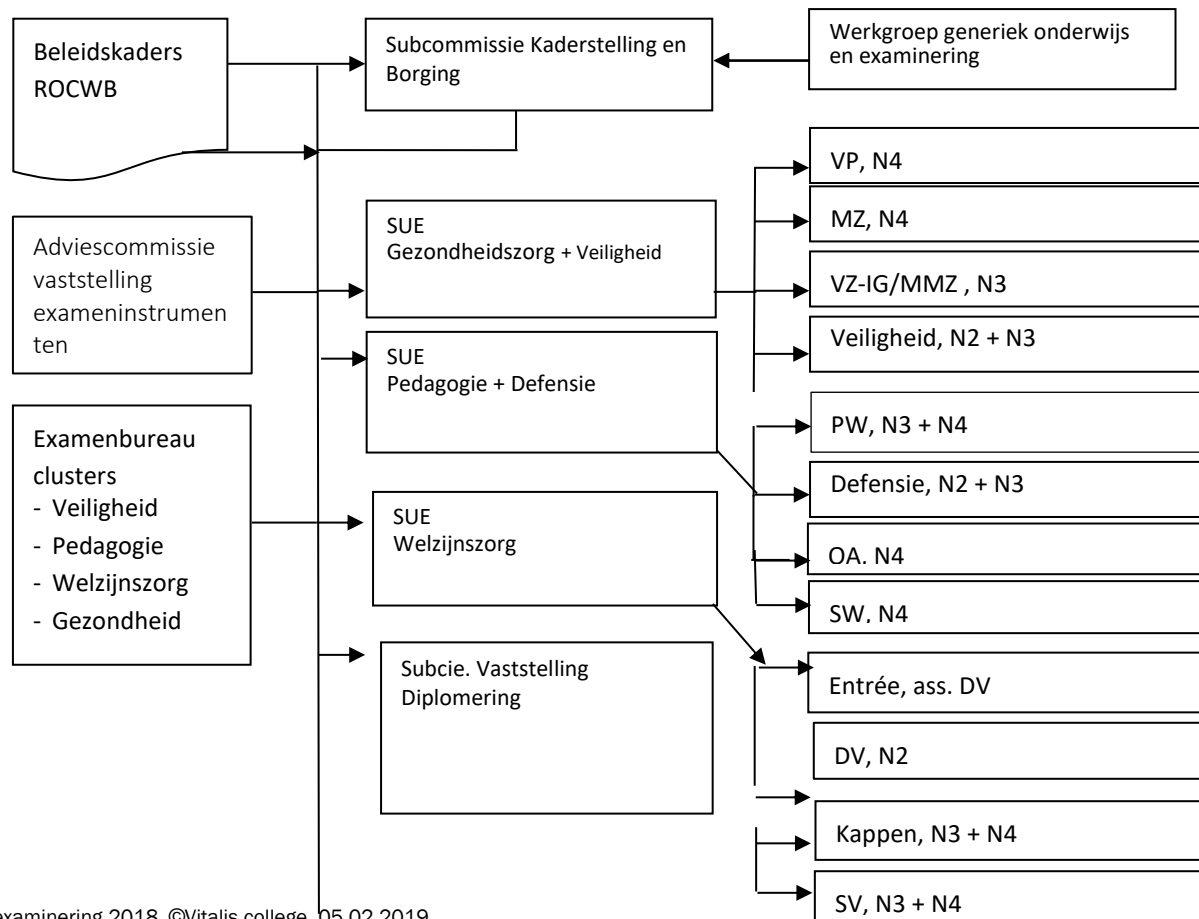 Beleidskaders
ROCWB
Subcommissie Kaderstelling en
Borging
Werkgroep generiek onderwijs
en examinering
Adviescommissie
vaststelling
exameninstrumen
ten
Examenbureau
clusters
- Veiligheid
- Pedagogie
- Welzijnszorg
- Gezondheid
SUE
Gezondheidszorg + Veiligheid
SUE
Pedagogie + Defensie
SUE
Welzijnszorg
Subcie. Vaststelling
Diplomering
VP, N4
MZ, N4
VZ-IG/MMZ , N3
Veiligheid, N2 + N3
PW, N3 + N4
Defensie, N2 + N3
OA. N4
SW. N4
Entrée, ass. DV
DV, N2
Kappen, N3 + N4
SV, N3 + N4
examinering 2018 ©Vitalis college 05.02.2019